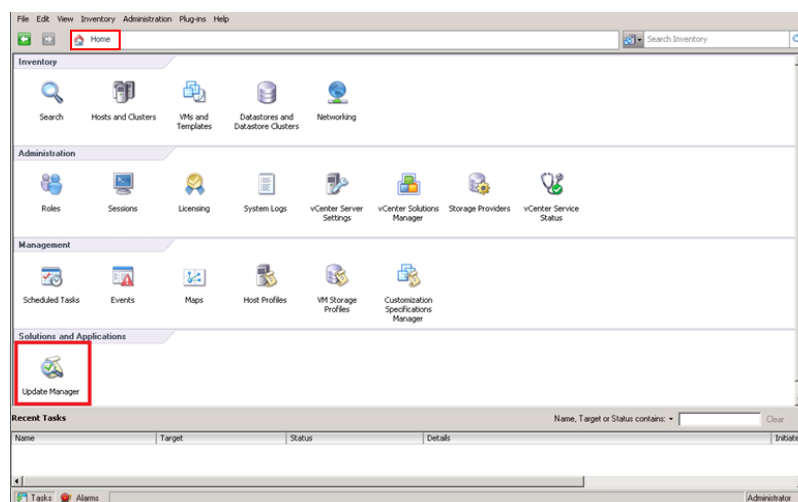 File Edit View Inventory Administration Plug-ins Help
Home
Search Inventory
Inventory
Search
Hosts and Clusters
VMs and
Templates
Datastores and
Datastore Clusters
Networking
Administration
Roles
Sessions
Licensing
System Logs
vCenter Server
Settings
vCenter Solutions
Manager
Storage Providers
vCenter Service
Status
Management
Scheduled Tasks
Events
Maps
Host Profiles
VM Storage
Profiles
Customization
Specifications
Manager
Solutions and Applications
Update Manager
Recent Tasks
Name, Target or Status contains:
Clear
Name Target Status Details Initiate
Tasks Alarms
Administrator